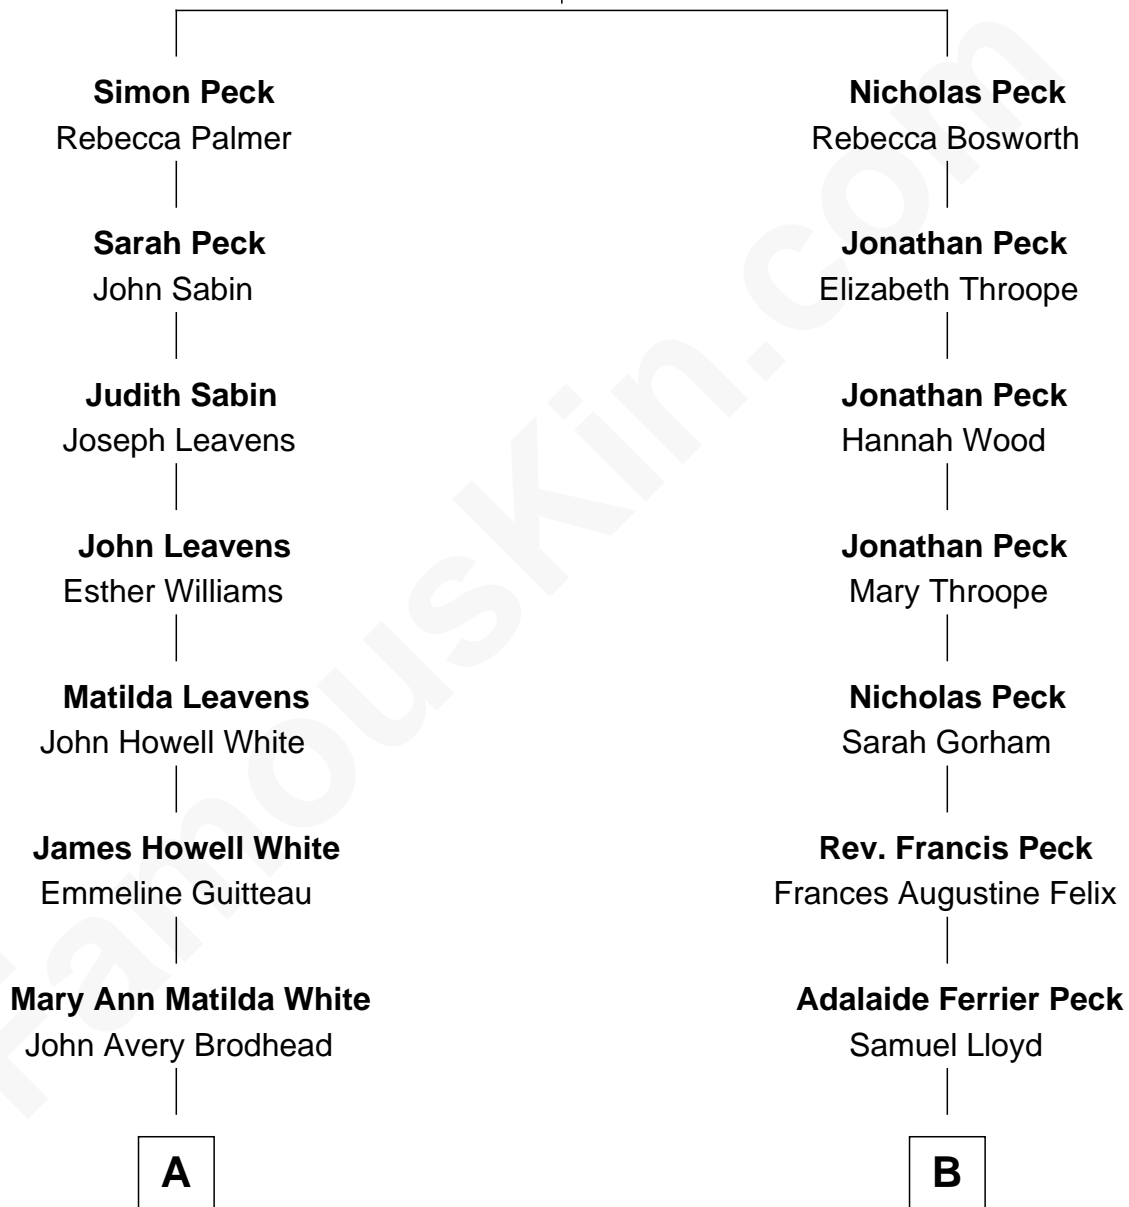 Simon Peck
Rebecca Palmer
Sarah Peck
John Sabin
Judith Sabin
Joseph Leavens
John Leavens
Esther Williams
Matilda Leavens
John Howell White
James Howell White
Emmeline Guitteau
Mary Ann Matilda White
John Avery Brodhead
A
Nicholas Peck
Rebecca Bosworth
Jonathan Peck
Elizabeth Throope
Jonathan Peck
Hannah Wood
Jonathan Peck
Mary Throope
Nicholas Peck
Sarah Gorham
Rev. Francis Peck
Frances Augustine Felix
Adalaide Ferrier Peck
Samuel Lloyd
B
FamousKin.com